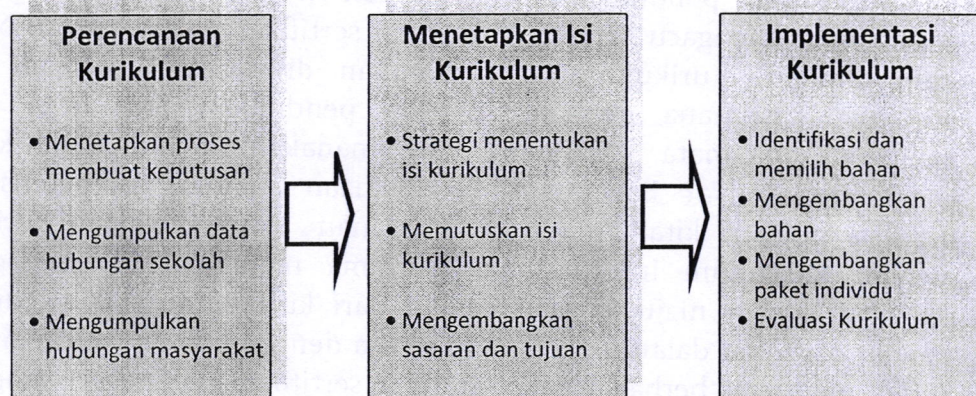 Perencanaan
Kurikulum
• Menetapkan proses
membuat keputusan
• Mengumpulkan data
hubungan sekolah
• Mengumpulkan
hubungan masyarakat
Menetapkan Isi
Kurikulum
• Strategi menentukan
isi kurikulum
• Memutuskan isi
kurikulum
• Mengembangkan
sasaran dan tujuan
Implementasi
Kurikulum
• Identifikasi dan
memilih bahan
• Mengembangkan
bahan
• Mengembangkan
paket individu
• Evaluasi Kurikulum